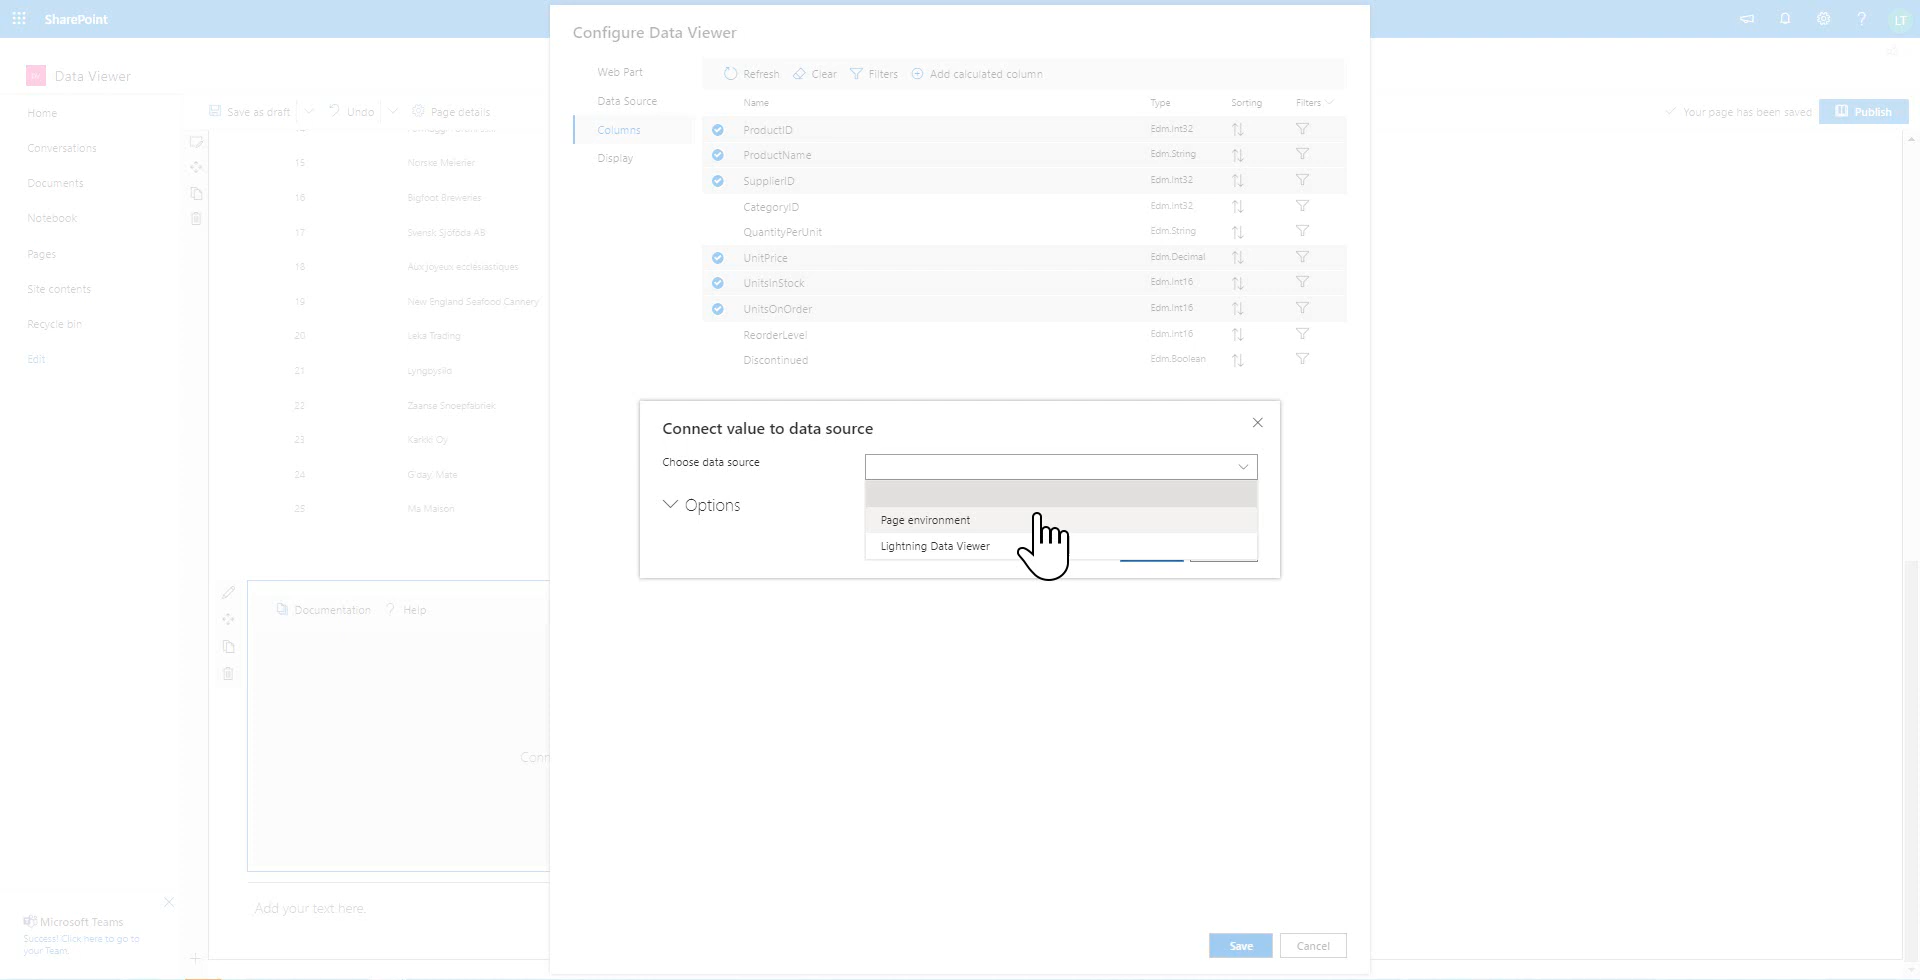 SharePoint
LT
Data Viewer
Home
Conversations
Documents
Notebook
Pages
Site contents
Recycle bin
Edit
Microsoft Teams
Success! Click here to go to
your Team.
Save as draft
Undo
Page details
Your page has been saved
Publish
15 Norske Meierier
16 Bigfoot Breweries
17 Svensk Sjöföda AB
18 Aux joyeux ecclésiastiques
19 New England Seafood Cannery
20 Leka Trading
21 Lyngbysild
22 Zaanse Snoepfabriek
23 Karkki Oy
24 G'day, Mate
25 Ma Maison
Documentation
Help
Conn
Add your text here.
Configure Data Viewer
Web Part
Data Source
Columns
Display
Refresh Clear Filters Add calculated column
Name Type Sorting Filters
ProductID Edm.Int32
ProductName Edm.String
SupplierID Edm.Int32
CategoryID Edm.Int32
QuantityPerUnit Edm.String
UnitPrice Edm.Decimal
UnitsInStock Edm.Int16
UnitsOnOrder Edm.Int16
ReorderLevel Edm.Int16
Discontinued Edm.Boolean
Connect value to data source
Choose data source
Options
Page environment
Lightning Data Viewer
Save
Cancel